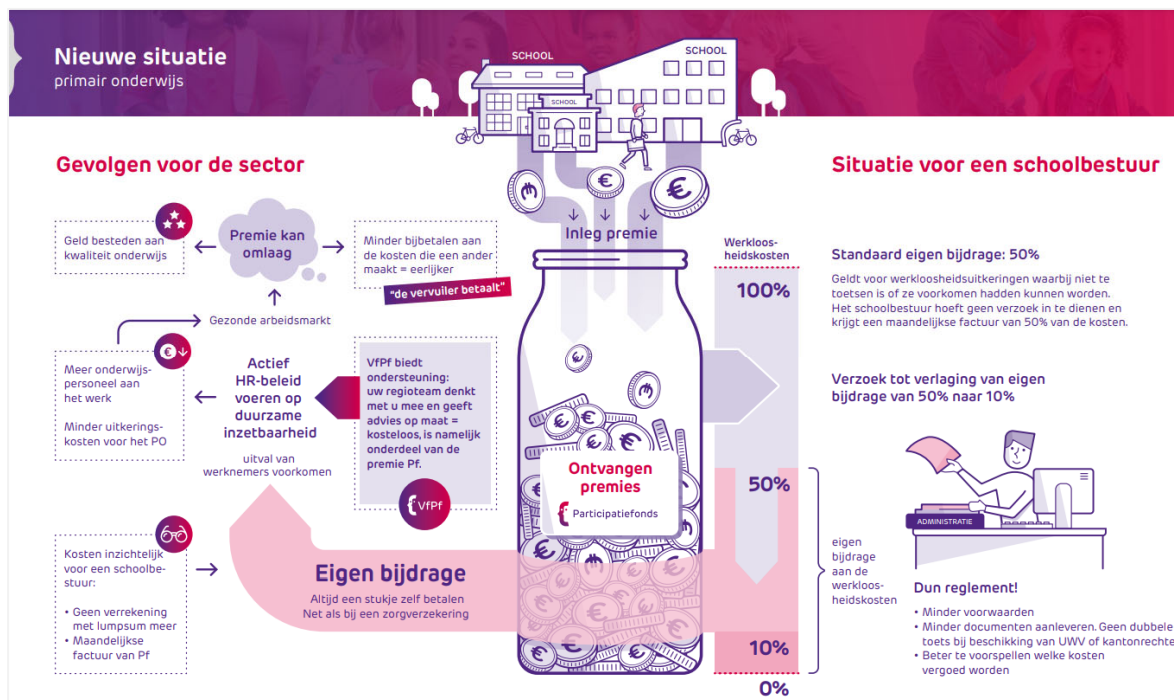 Nieuwe situatie
primair onderwijs
SCHOOL
SCHOOL
SCHOOL
Gevolgen voor de sector
Geld besteden aan
kwaliteit onderwijs
Premie kan
omlaag
Minder bijbetalen aan
de kosten die een ander
maakt = eerlijker
"de vervuiler betaalt"
Gezonde arbeidsmarkt
Meer onderwijs-
personeel aan
het werk
Minder uitkerings-
kosten voor het PO
Actief
HR-beleid
voeren op
duurzame
inzetbaarheid
uitval van
werknemers voorkomen
VfPf biedt
ondersteuning:
uw regioteam denkt
met u mee en geeft
advies op maat =
kosteloos, is namelijk
onderdeel van de
premie Pf.
VfPf
Kosten inzichtelijk
voor een schoolbe-
stuur:
• Geen verrekening
met lumpsum meer
• Maandelijkse
factuur van Pf
Eigen bijdrage
Altijd een stukje zelf betalen
Net als bij een zorgverzekering
Inleg premie
Ontvangen
premies
Participatiefonds
Werkloos-
heidskosten
100%
50%
10%
0%
eigen
bijdrage
aan de
werkloos-
heidskosten
Situatie voor een schoolbestuur
Standaard eigen bijdrage: 50%
Geldt voor werkloosheidsuitkeringen waarbij niet te
toetsen is of ze voorkomen hadden kunnen worden.
Het schoolbestuur hoeft geen verzoek in te dienen en
krijgt een maandelijkse factuur van 50% van de kosten.
Verzoek tot verlaging van eigen
bijdrage van 50% naar 10%
ADMINISTRATIE
Dun reglement!
• Minder voorwaarden
• Minder documenten aanleveren. Geen dubbele
toets bij beschikking van UWV of kantonrechte
• Beter te voorspellen welke kosten
vergoed worden